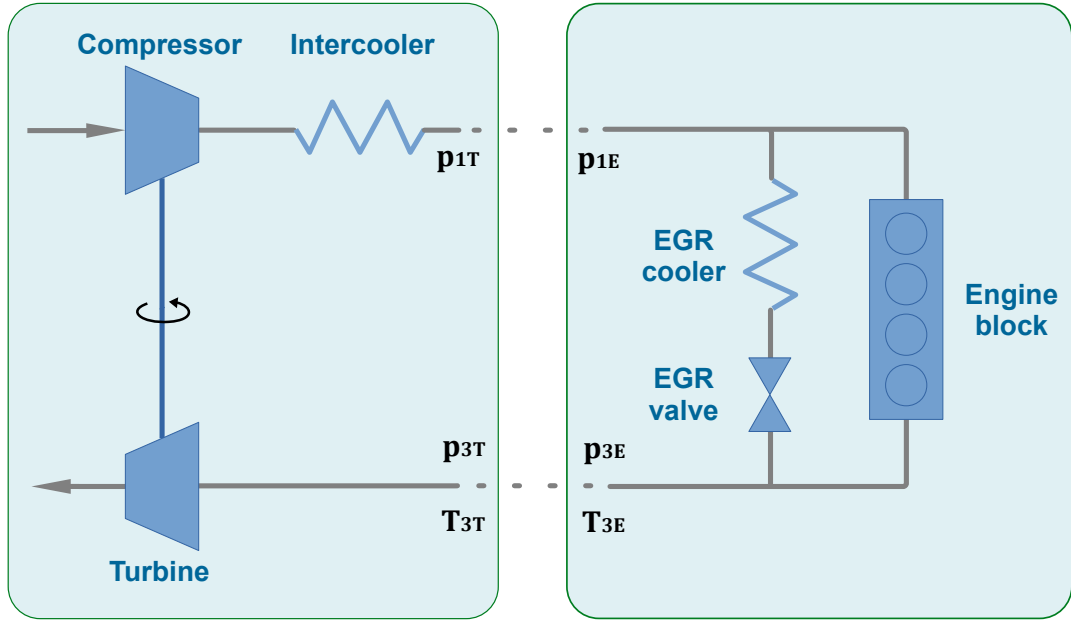 Compressor
Intercooler
p1T
p1E
EGR
cooler
Engine
block
EGR
valve
p3T
p3E
T3T
T3E
Turbine